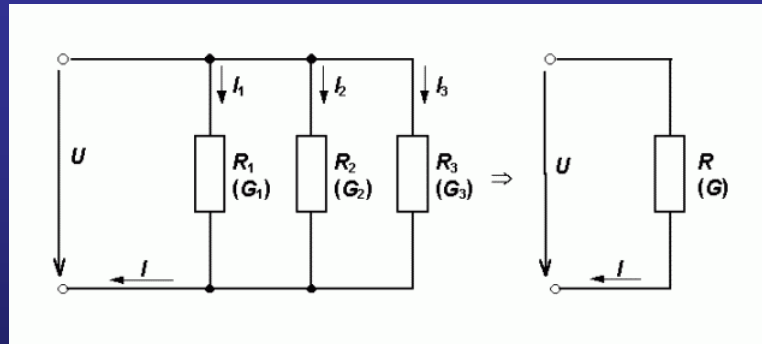 I₁ I₂ I₃
U R₁ R₂ R₃ ⇒ U R
(G₁) (G₂) (G₃) (G)
I I